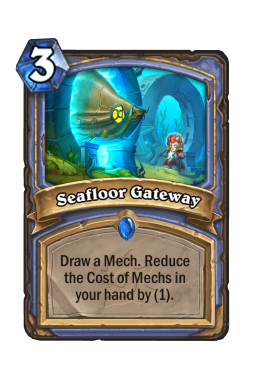 3
Seafloor Gateway
Draw a Mech. Reduce
the Cost of Mechs in
your hand by (1).